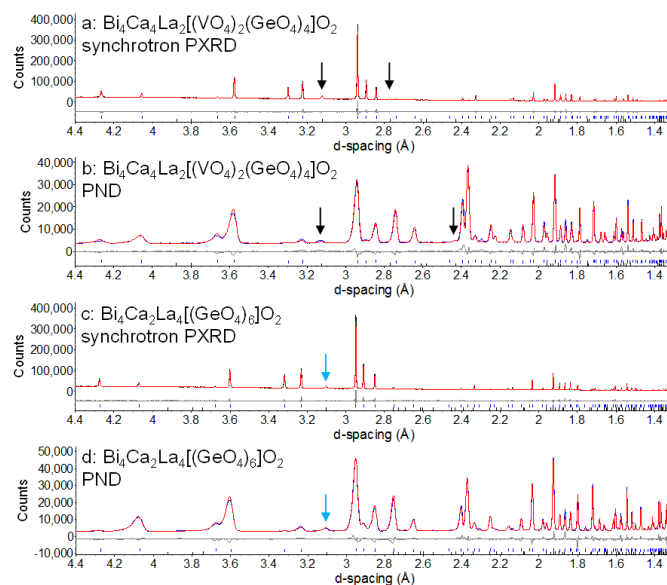 a: Bi₄Ca₄La₂[(VO₄)₂(GeO₄)₄]O₂
synchrotron PXRD
Counts
400,000
300,000
200,000
100,000
0
4.4 4.2 4 3.8 3.6 3.4 3.2 3 2.8 2.6 2.4 2.2 2 1.8 1.6 1.4
d-spacing (Å)
b: Bi₄Ca₄La₂[(VO₄)₂(GeO₄)₄]O₂
PND
Counts
40,000
30,000
20,000
10,000
0
4.4 4.2 4 3.8 3.6 3.4 3.2 3 2.8 2.6 2.4 2.2 2 1.8 1.6 1.4
d-spacing (Å)
c: Bi₄Ca₂La₄[(GeO₄)₆]O₂
synchrotron PXRD
Counts
400,000
300,000
200,000
100,000
0
4.4 4.2 4 3.8 3.6 3.4 3.2 3 2.8 2.6 2.4 2.2 2 1.8 1.6 1.4
d-spacing (Å)
d: Bi₄Ca₂La₄[(GeO₄)₆]O₂
PND
Counts
50,000
40,000
30,000
20,000
10,000
0
-10,000
4.4 4.2 4 3.8 3.6 3.4 3.2 3 2.8 2.6 2.4 2.2 2 1.8 1.6 1.4
d-spacing (Å)